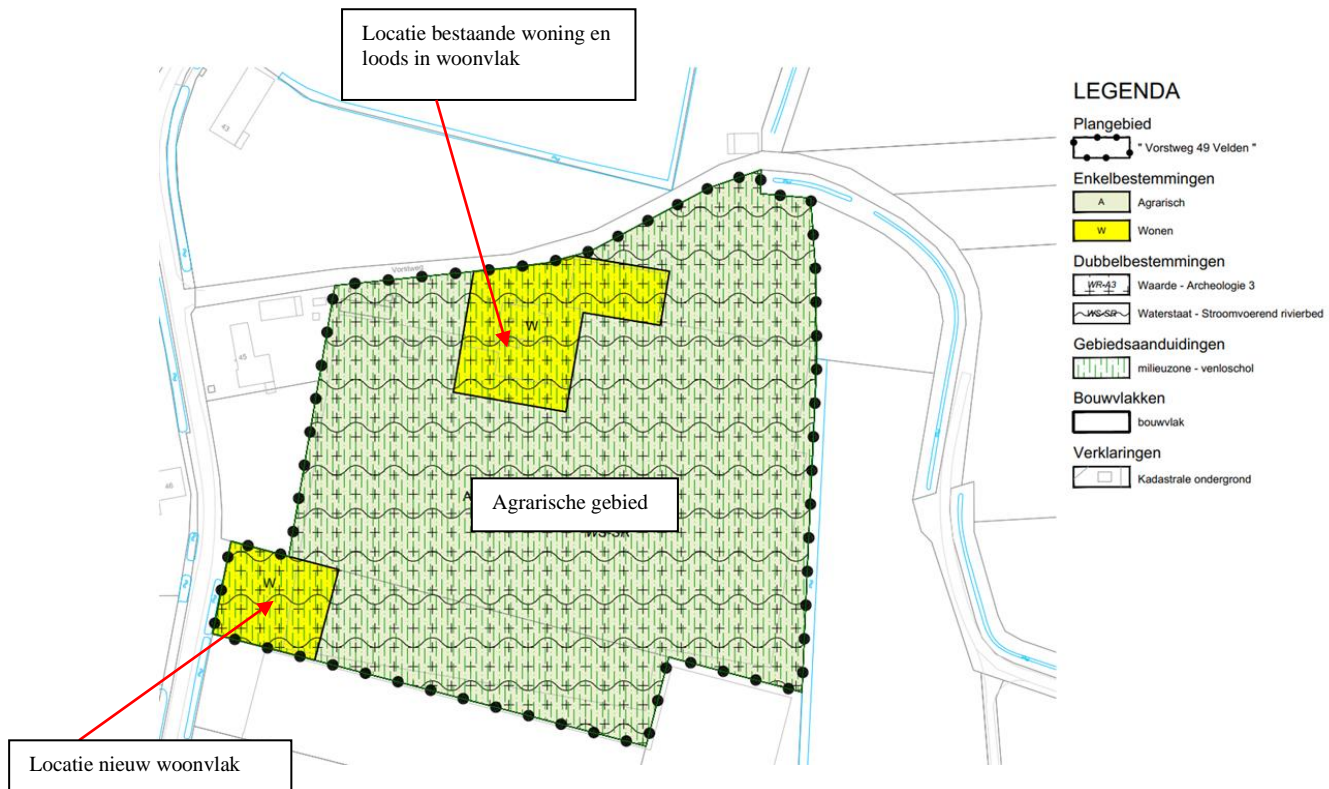 Locatie bestaande woning en
loods in woonvlak
43
Vorstweg
45
W
A
Agrarische gebied
WS-SR
46
W
Locatie nieuw woonvlak
LEGENDA
Plangebied
" Vorstweg 49 Velden "
Enkelbestemmingen
A Agrarisch
W Wonen
Dubbelbestemmingen
WR-A3 Waarde - Archeologie 3
WS-SR Waterstaat - Stroomvoerend rivierbed
Gebiedsaanduidingen
milieuzone - venloschol
Bouwvlakken
bouwvlak
Verklaringen
Kadastrale ondergrond